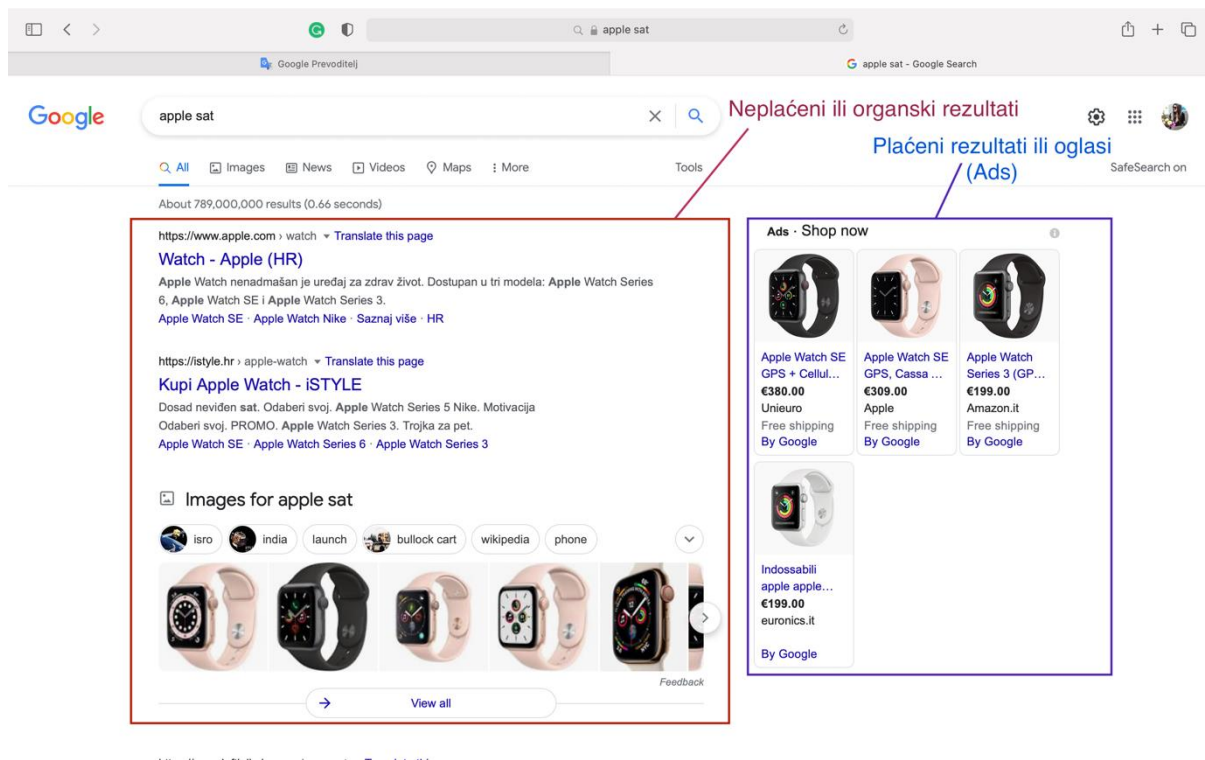 apple sat
Google Prevoditelj
apple sat - Google Search
Google
apple sat
Neplaćeni ili organski rezultati
Plaćeni rezultati ili oglasi
(Ads)
All Images News Videos Maps More Tools
SafeSearch on
About 789,000,000 results (0.66 seconds)
https://www.apple.com › watch Translate this page
Watch - Apple (HR)
Apple Watch nenadmašan je uređaj za zdrav život. Dostupan u tri modela: Apple Watch Series
6, Apple Watch SE i Apple Watch Series 3.
Apple Watch SE · Apple Watch Nike · Saznaj više · HR
https://istyle.hr › apple-watch Translate this page
Kupi Apple Watch - iSTYLE
Dosad neviđen sat. Odaberi svoj. Apple Watch Series 5 Nike. Motivacija
Odaberi svoj. PROMO. Apple Watch Series 3. Trojka za pet.
Apple Watch SE · Apple Watch Series 6 · Apple Watch Series 3
Images for apple sat
isro india launch bullock cart wikipedia phone
Feedback
View all
Ads · Shop now
Apple Watch SE
GPS + Cellul...
€380.00
Unieuro
Free shipping
By Google
Apple Watch SE
GPS, Cassa ...
€309.00
Apple
Free shipping
By Google
Apple Watch
Series 3 (GP...
€199.00
Amazon.it
Free shipping
By Google
Indossabili
apple apple...
€199.00
euronics.it
By Google